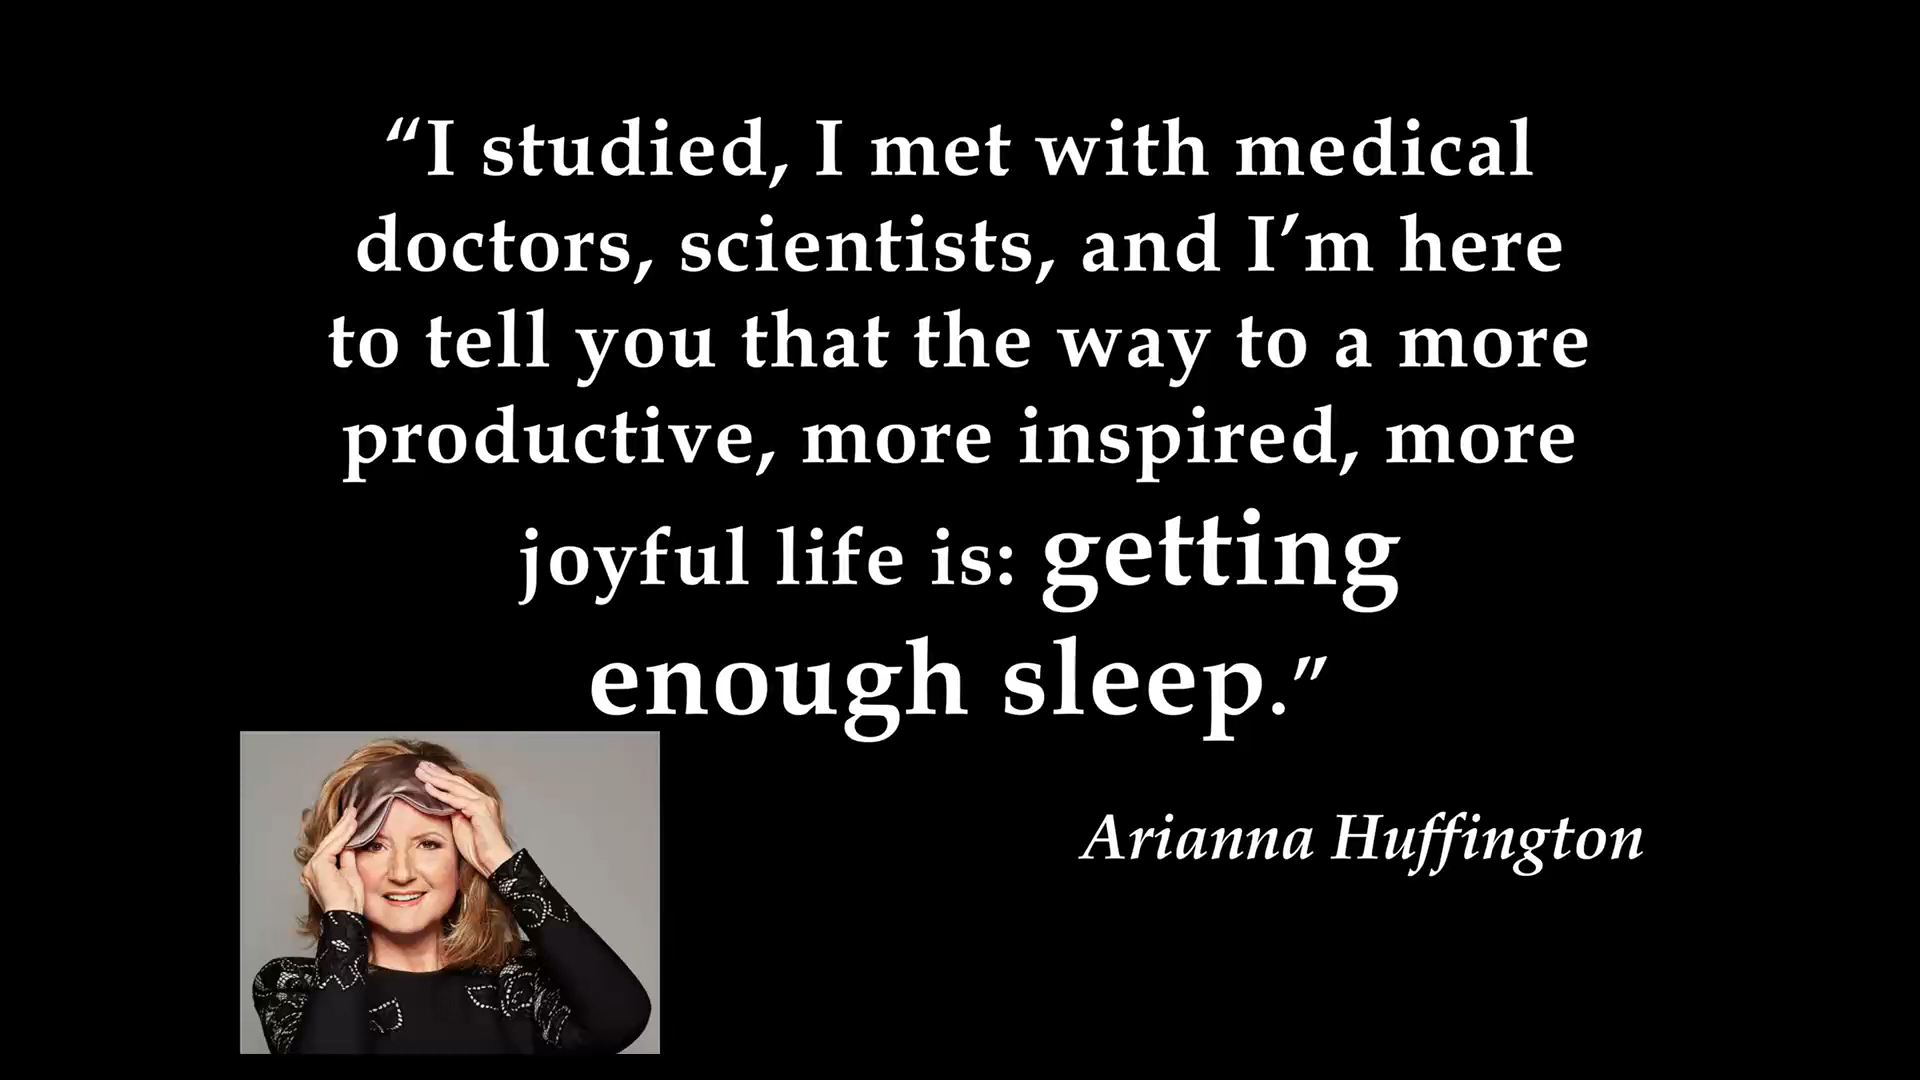 “I studied, I met with medical
doctors, scientists, and I’m here
to tell you that the way to a more
productive, more inspired, more
joyful life is: getting
enough sleep.”
Arianna Huffington